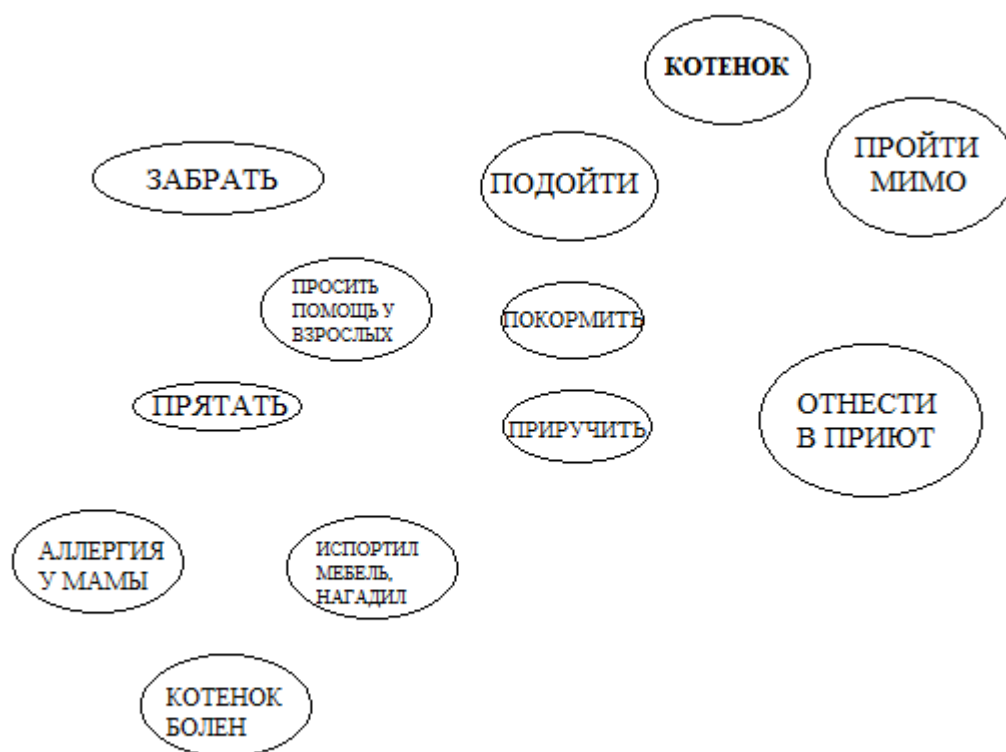 КОТЕНОК
ЗАБРАТЬ
ПОДОЙТИ
ПРОЙТИ
МИМО
ПРОСИТЬ
ПОМОЩЬ У
ВЗРОСЛЫХ
ПОКОРМИТЬ
ПРЯТАТЬ
ПРИРУЧИТЬ
ОТНЕСТИ
В ПРИЮТ
АЛЛЕРГИЯ
У МАМЫ
ИСПОРТИЛ
МЕБЕЛЬ,
НАГАДИЛ
КОТЕНОК
БОЛЕН